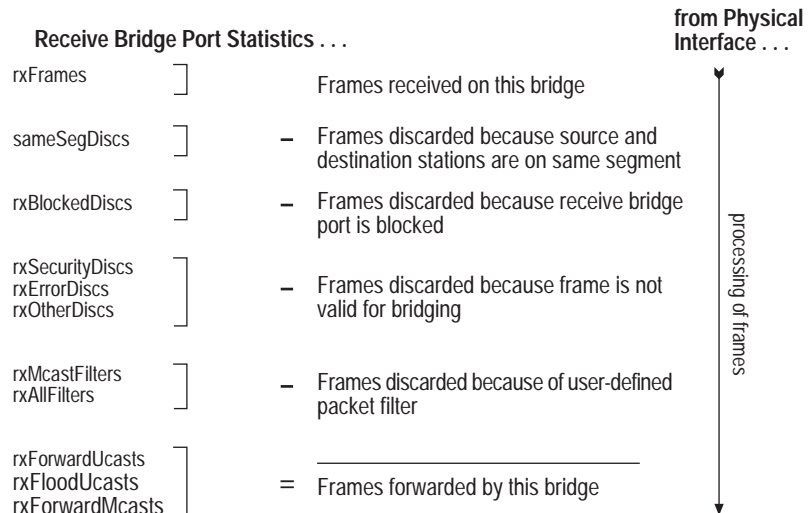 from Physical
Interface . . .
Receive Bridge Port Statistics . . .
rxFrames
Frames received on this bridge
sameSegDiscs
– Frames discarded because source and
destination stations are on same segment
rxBlockedDiscs
– Frames discarded because receive bridge
port is blocked
rxSecurityDiscs
rxErrorDiscs
rxOtherDiscs
– Frames discarded because frame is not
valid for bridging
rxMcastFilters
rxAllFilters
– Frames discarded because of user-defined
packet filter
rxForwardUcasts
rxFloodUcasts
rxForwardMcasts
= Frames forwarded by this bridge
processing of frames